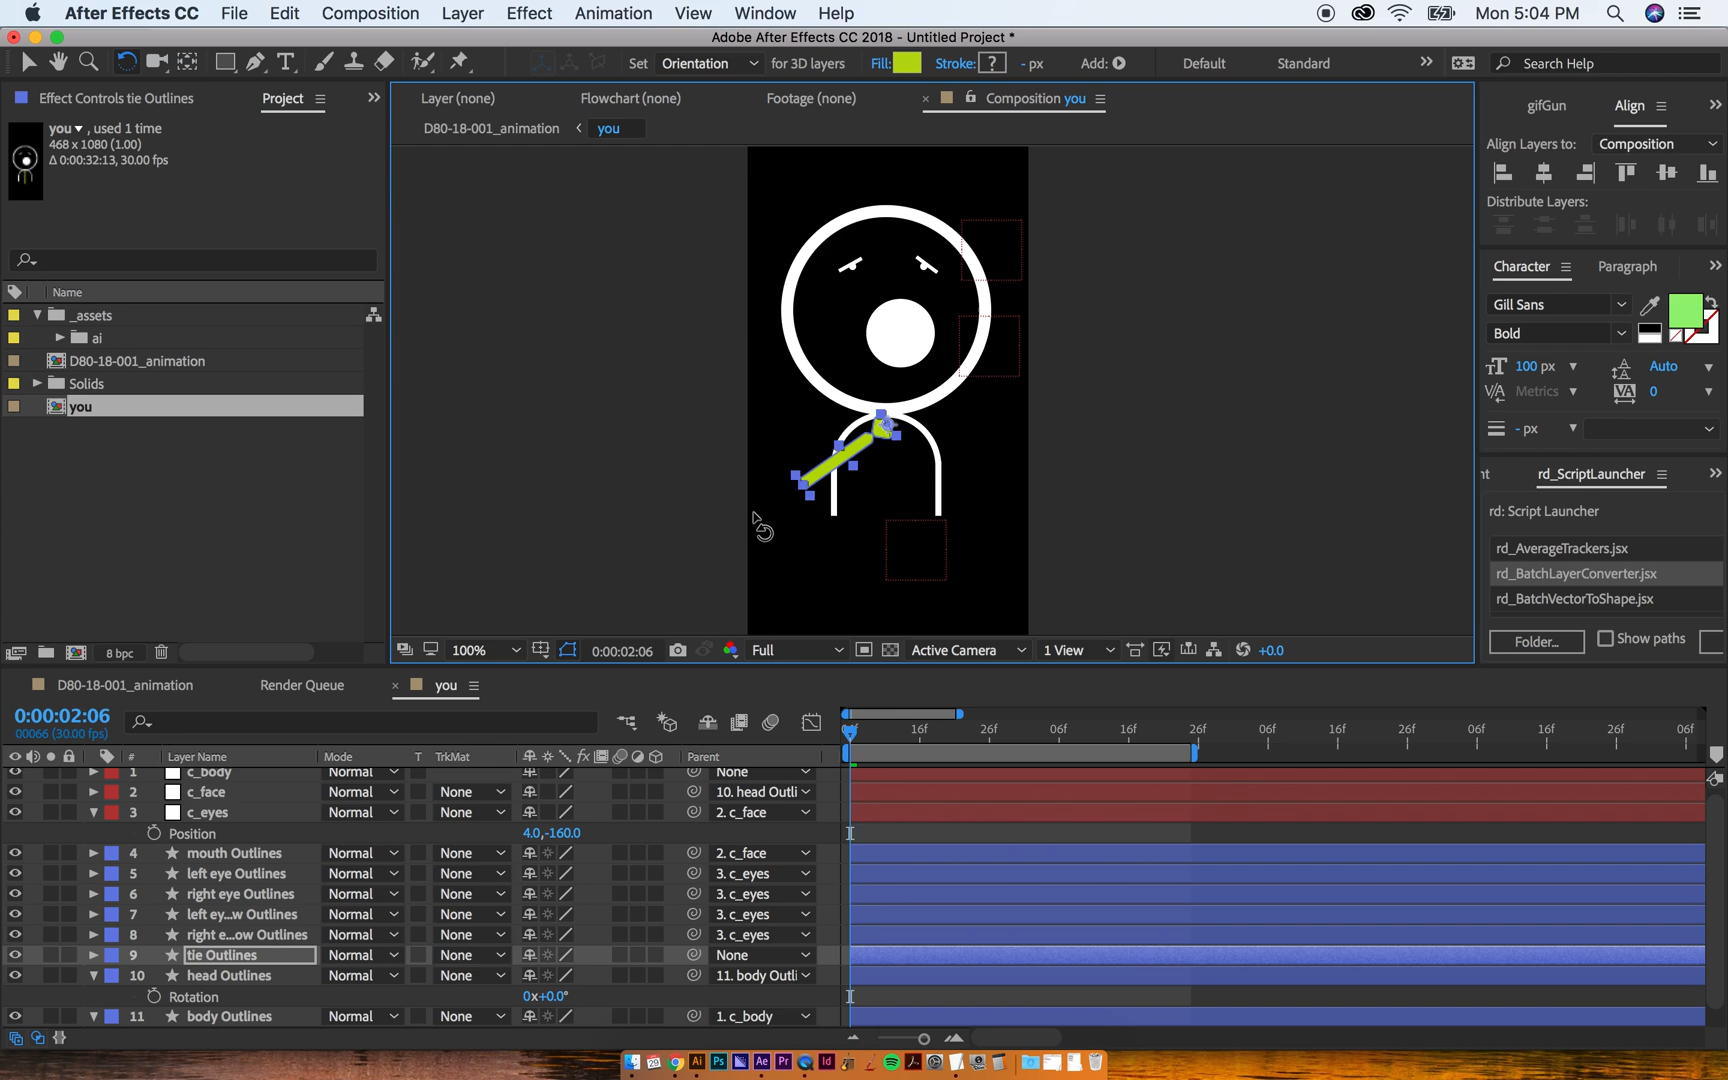 After Effects CC File Edit Composition Layer Effect Animation View Window Help Mon 5:04 PM
Adobe After Effects CC 2018 - Untitled Project *
Set Orientation for 3D layers Fill: Stroke: ? - px Add: Default Standard Search Help
Effect Controls tie Outlines Project
Layer (none) Flowchart (none) Footage (none) Composition you
gifGun Align
you , used 1 time
468 x 1080 (1.00)
Δ 0:00:32:13, 30.00 fps
D80-18-001_animation you
Align Layers to: Composition
Distribute Layers:
Character Paragraph
Name
_assets
ai
D80-18-001_animation
Solids
you
Gill Sans
Bold
100 px Auto
Metrics 0
- px
nt rd_ScriptLauncher
rd: Script Launcher
rd_AverageTrackers.jsx
rd_BatchLayerConverter.jsx
rd_BatchVectorToShape.jsx
Folder... Show paths
8 bpc
100% 0:00:02:06 Full Active Camera 1 View +0.0
D80-18-001_animation Render Queue you
0:00:02:06
00066 (30.00 fps)
16f 26f 06f 16f 26f 06f 16f 26f 06f 16f 26f 06f
# Layer Name Mode T TrkMat fx Parent
1 c_body Normal None
2 c_face Normal None 10. head Outli
3 c_eyes Normal None 2. c_face
Position 4.0,-160.0
4 mouth Outlines Normal None 2. c_face
5 left eye Outlines Normal None 3. c_eyes
6 right eye Outlines Normal None 3. c_eyes
7 left ey...w Outlines Normal None 3. c_eyes
8 right e...ow Outlines Normal None 3. c_eyes
9 tie Outlines Normal None None
10 head Outlines Normal None 11. body Outli
Rotation 0x+0.0°
11 body Outlines Normal None 1. c_body
Ai Ps Ae Pr Id